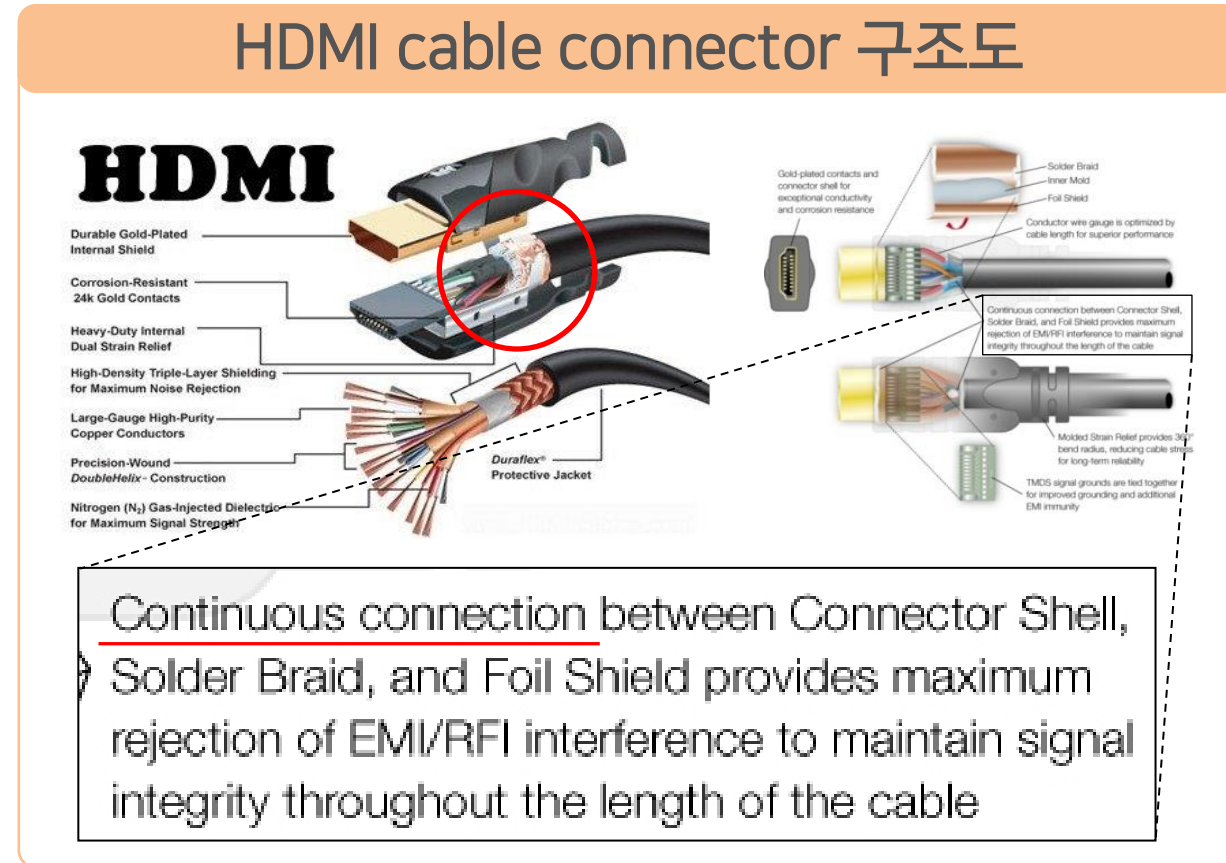 HDMI cable connector 구조도
HDMI
Durable Gold-Plated
Internal Shield
Corrosion-Resistant
24k Gold Contacts
Heavy-Duty Internal
Dual Strain Relief
High-Density Triple-Layer Shielding
for Maximum Noise Rejection
Large-Gauge High-Purity
Copper Conductors
Precision-Wound
DoubleHelix - Construction
Nitrogen (N₂) Gas-Injected Dielectric
for Maximum Signal Strength
Duraflex®
Protective Jacket
Gold-plated contacts and
connector shell for
exceptional conductivity
and corrosion resistance
Solder Braid
Inner Mold
Foil Shield
Conductor wire gauge is optimized by
cable length for superior performance
Continuous connection between Connector Shell,
Solder Braid, and Foil Shield provides maximum
rejection of EMI/RFI interference to maintain signal
integrity throughout the length of the cable
Molded Strain Relief provides 360°
bend radius, reducing cable stress
for long-term reliability
TMDS signal grounds are tied together
for improved grounding and additional
EMI immunity
Continuous connection between Connector Shell,
Solder Braid, and Foil Shield provides maximum
rejection of EMI/RFI interference to maintain signal
integrity throughout the length of the cable